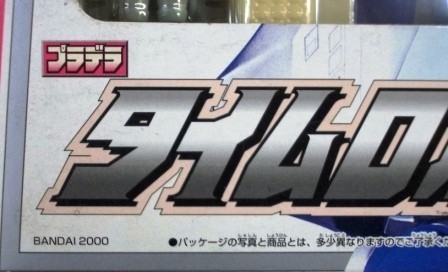 プラデラ
タイムロ
BANDAI 2000
●パッケージの写真と商品とは、多少異なりますのでご了承く